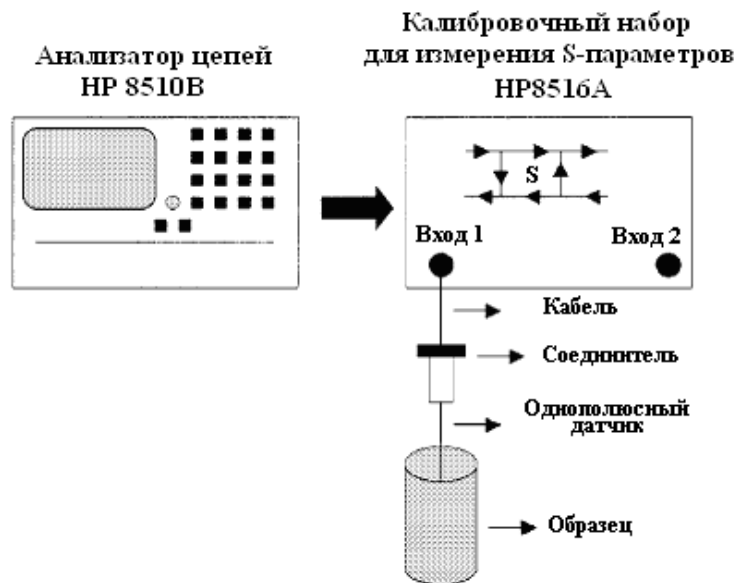 Анализатор цепей
HP 8510B
Калибровочный набор
для измерения S-параметров
HP8516A
S
Вход 1
Вход 2
Кабель
Соединитель
Однополюсный
датчик
Образец